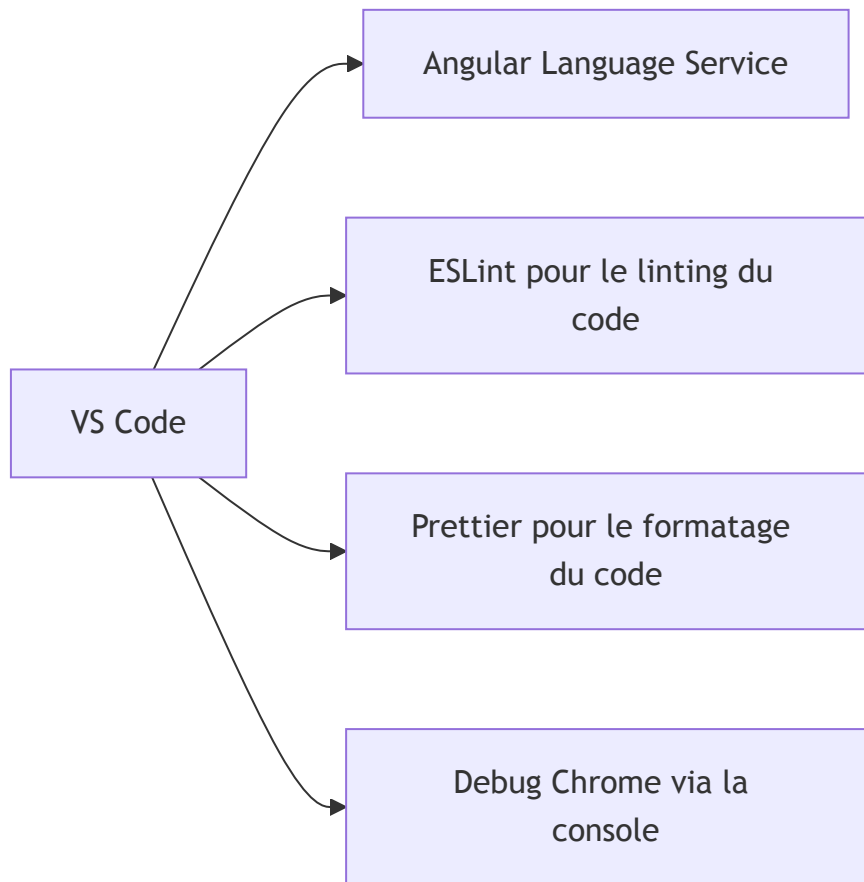 Angular Language Service
ESLint pour le linting du
code
VS Code
Prettier pour le formatage
du code
Debug Chrome via la
console